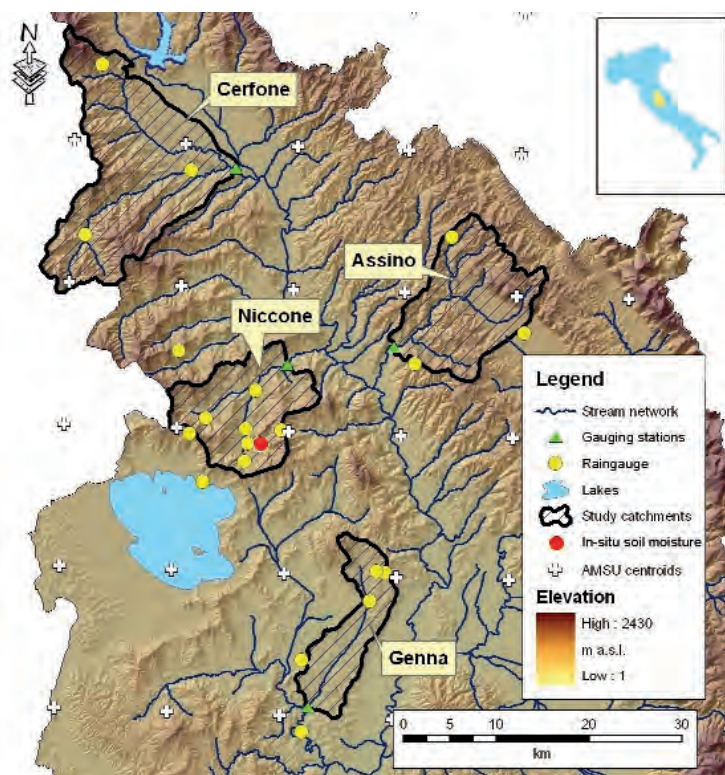 N
Cerfone
Assino
Niccone
Genna
Legend
Stream network
Gauging stations
Raingauge
Lakes
Study catchments
In-situ soil moisture
AMSU centroids
Elevation
High : 2430
m a.s.l.
Low : 1
0 5 10 20 30
km